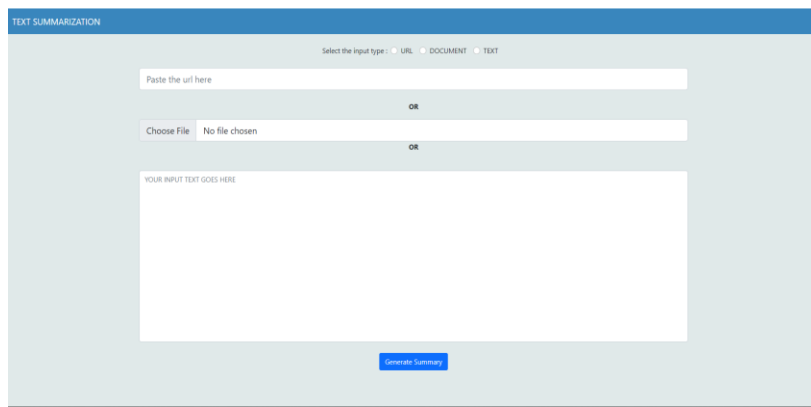 TEXT SUMMARIZATION
Select the input type : URL DOCUMENT TEXT
Paste the url here
OR
Choose File No file chosen
OR
YOUR INPUT TEXT GOES HERE
Generate Summary